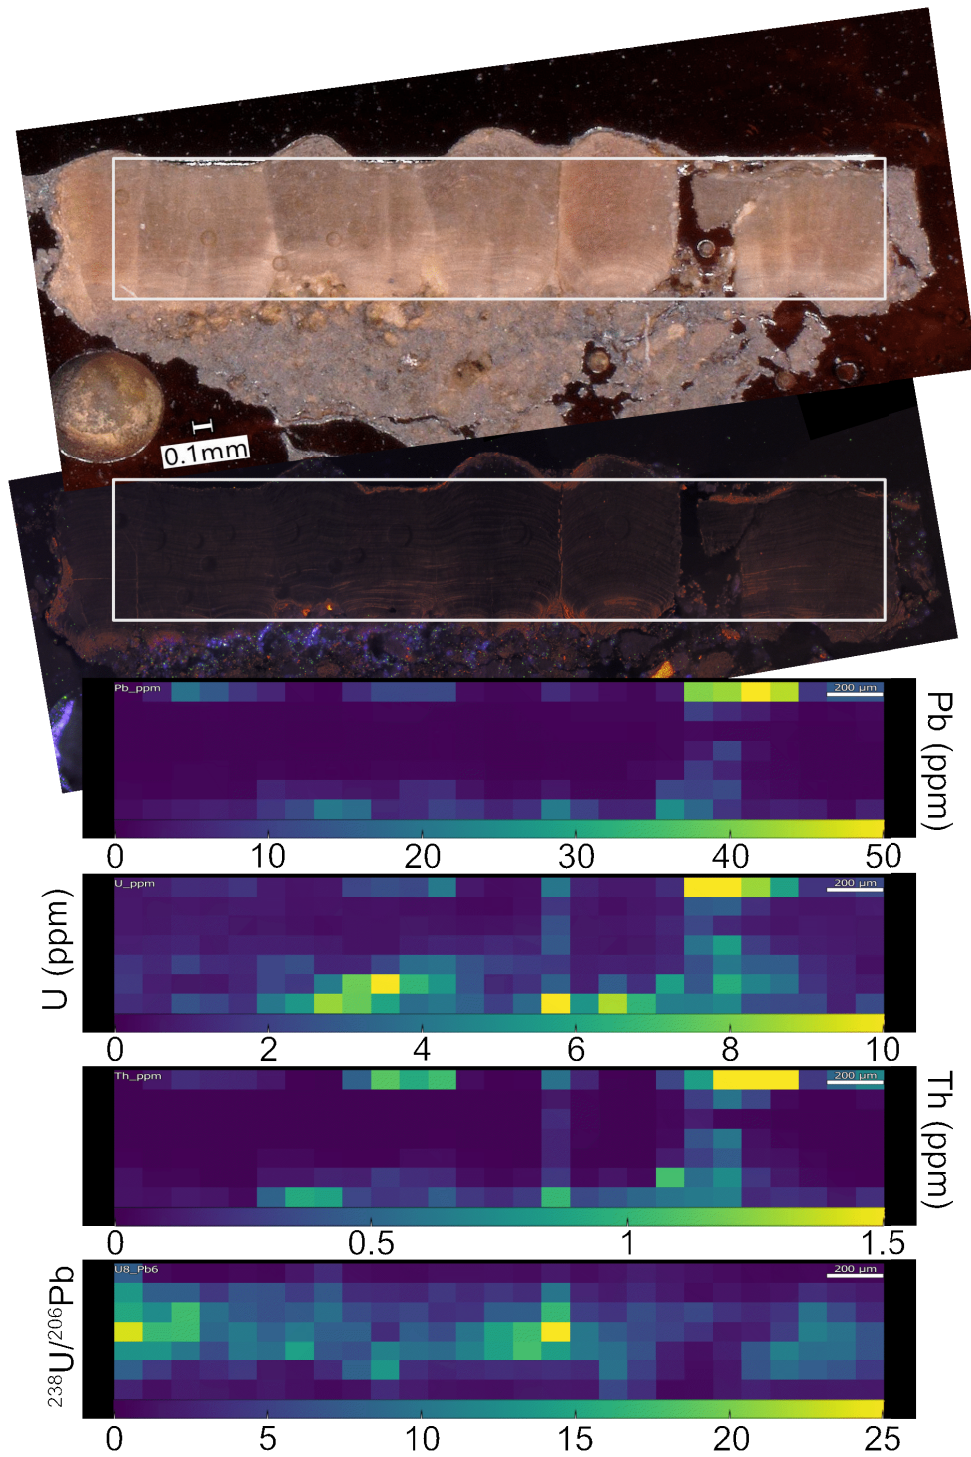 0.1mm
Pb_ppm
200 µm
Pb (ppm)
0 10 20 30 40 50
U_ppm
200 µm
U (ppm)
0 2 4 6 8 10
Th_ppm
200 µm
Th (ppm)
0 0.5 1 1.5
U8_Pb6
200 µm
²³⁸U/²⁰⁶Pb
0 5 10 15 20 25